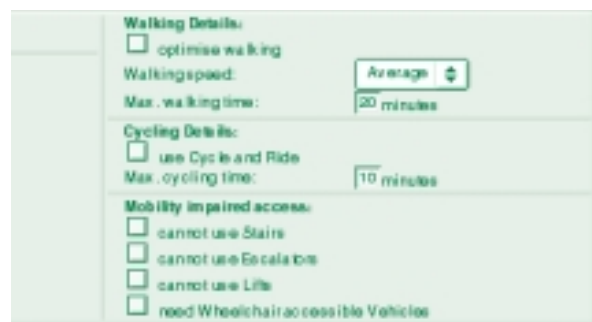 Walking Details:
optimise walking
Walking speed: Average
Max. walking time: 20 minutes
Cycling Details:
use Cycle and Ride
Max. cycling time: 10 minutes
Mobility impaired access:
cannot use Stairs
cannot use Escalators
cannot use Lifts
need Wheelchair accessible Vehicles